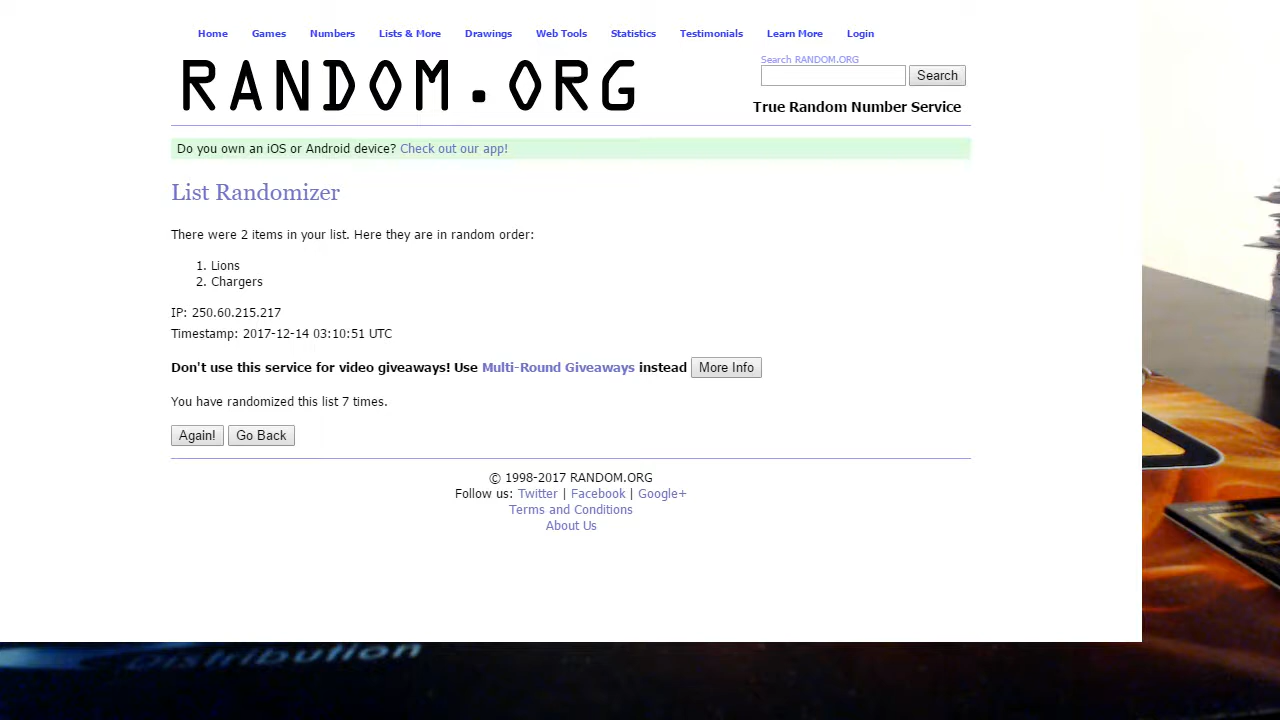 Home Games Numbers Lists & More Drawings Web Tools Statistics Testimonials Learn More Login
RANDOM.ORG
Search RANDOM.ORG
Search
True Random Number Service
Do you own an iOS or Android device? Check out our app!
List Randomizer
There were 2 items in your list. Here they are in random order:
1. Lions
2. Chargers
IP: 250.60.215.217
Timestamp: 2017-12-14 03:10:51 UTC
Don't use this service for video giveaways! Use Multi-Round Giveaways instead More Info
You have randomized this list 7 times.
Again! Go Back
© 1998-2017 RANDOM.ORG
Follow us: Twitter | Facebook | Google+
Terms and Conditions
About Us
Distribution